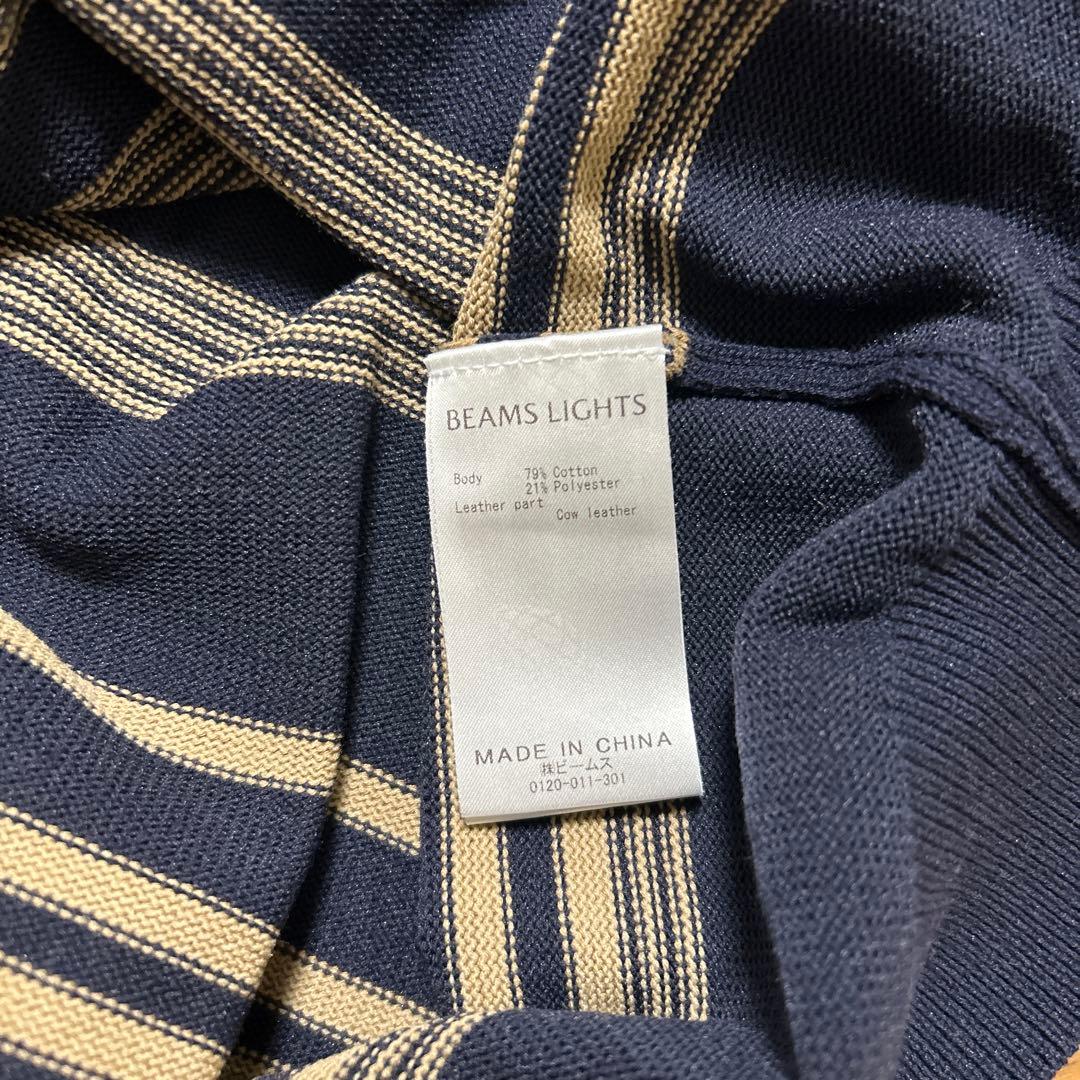 BEAMS LIGHTS
Body 79% Cotton
21% Polyester
Leather part
Cow leather
MADE IN CHINA
㈱ビームス
0120-011-301